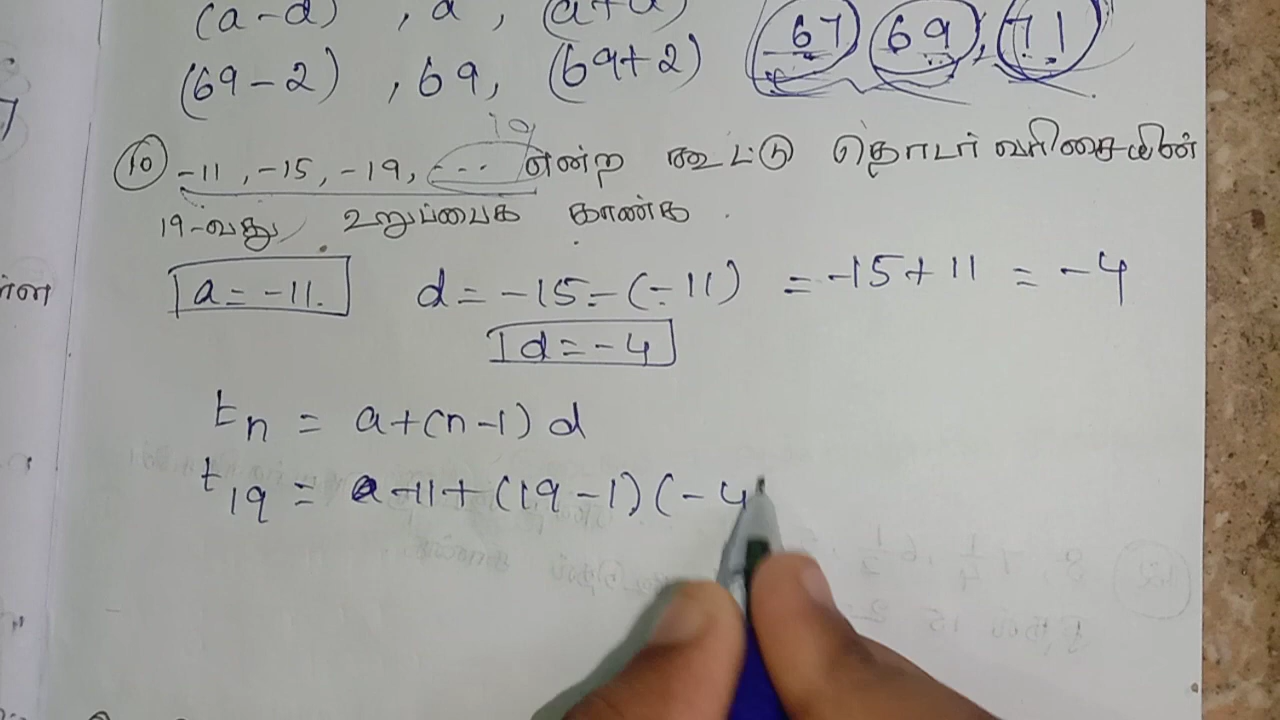 (a-d) , a , (a+d)
(69-2) , 69, (69+2) 67 69, 71
19
10 -11, -15, -19, ... என்ற கூட்டு தொடர் வரிசையின்
19-வது உறுப்பைக் காண்க.
a = -11. d = -15-(-11) = -15+11 = -4
d = -4
tn = a+(n-1) d
t19 = -11 + (19-1) (-4